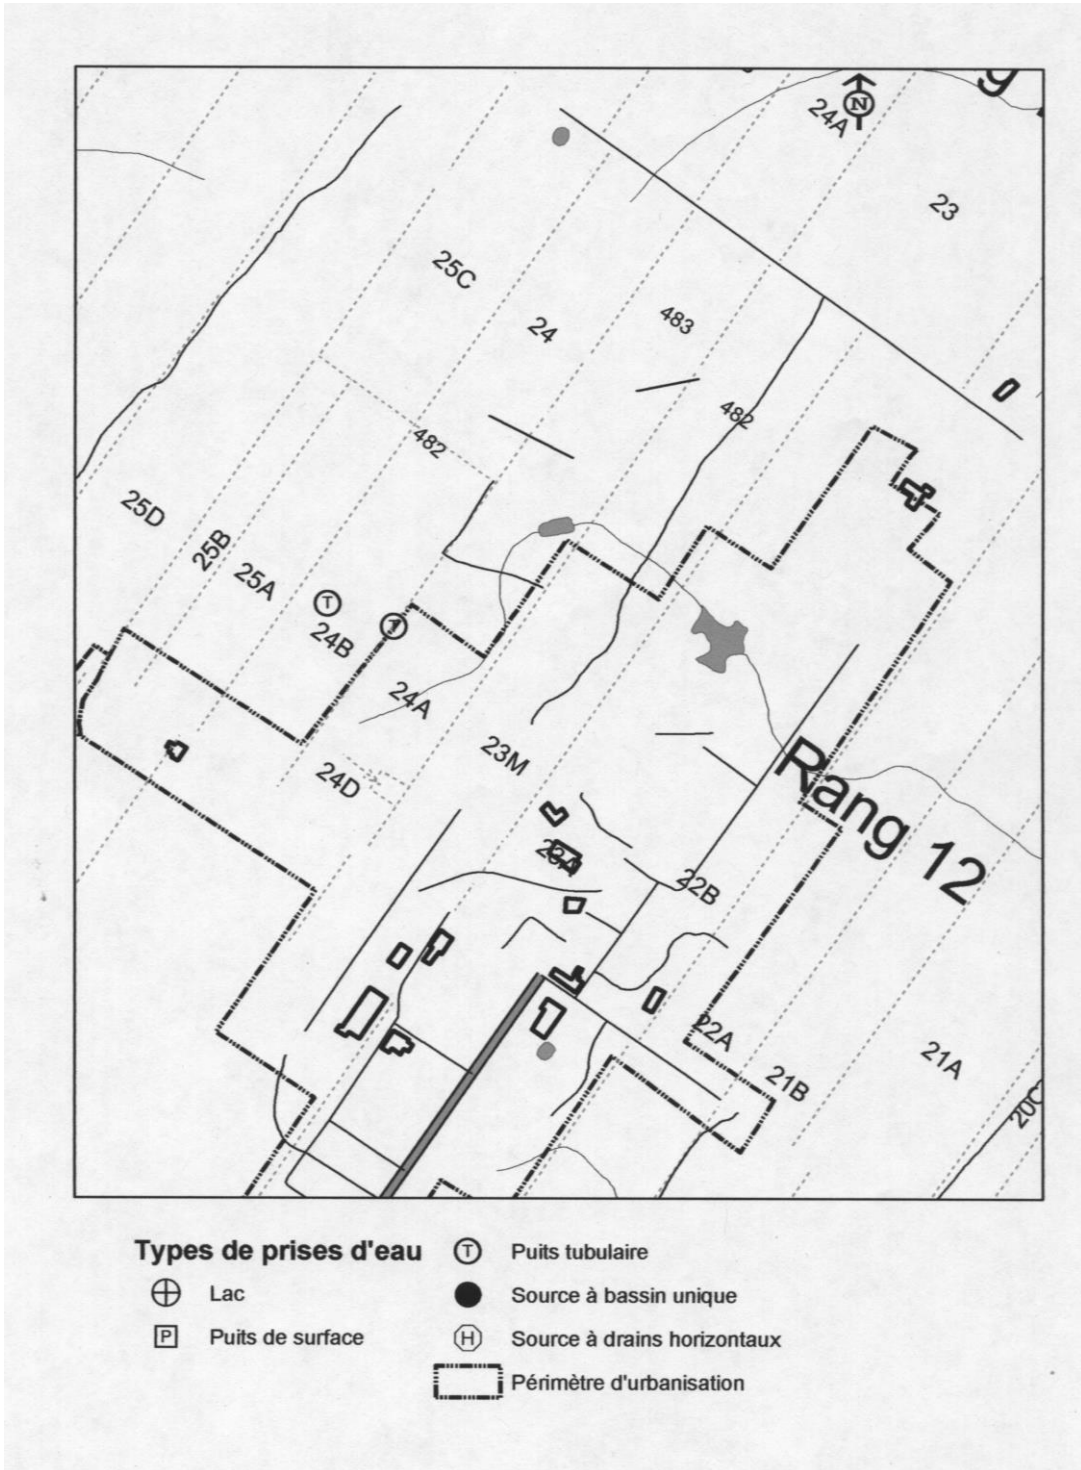 24A
N
23
25C
24
483
482
482
25D
25B
25A
T
24B
24A
23M
24D
Rang 12
22B
22A
21A
21B
20C
Types de prises d'eau
T Puits tubulaire
Lac
Source à bassin unique
P Puits de surface
H Source à drains horizontaux
Périmètre d'urbanisation